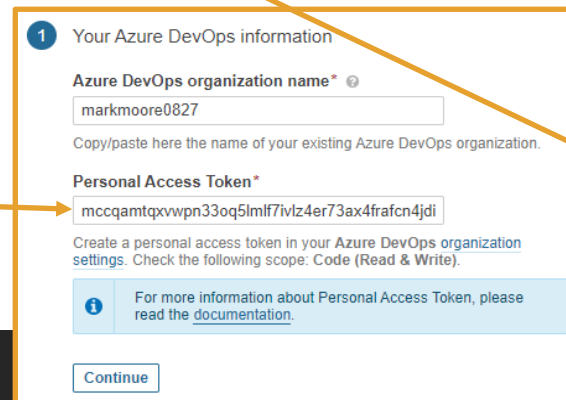 1 Your Azure DevOps information
Azure DevOps organization name* ?
markmoore0827
Copy/paste here the name of your existing Azure DevOps organization.
Personal Access Token*
mccqamtqxvwpn33oq5lmlf7ivlz4er73ax4frafcn4jdi
Create a personal access token in your Azure DevOps organization
settings. Check the following scope: Code (Read & Write).
i For more information about Personal Access Token, please
read the documentation.
Continue